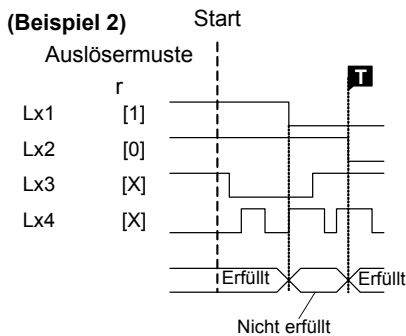 (Beispiel 2)
Start
Auslösermuste
r
T
Lx1 [1]
Lx2 [0]
Lx3 [X]
Lx4 [X]
Erfüllt Erfüllt
Nicht erfüllt